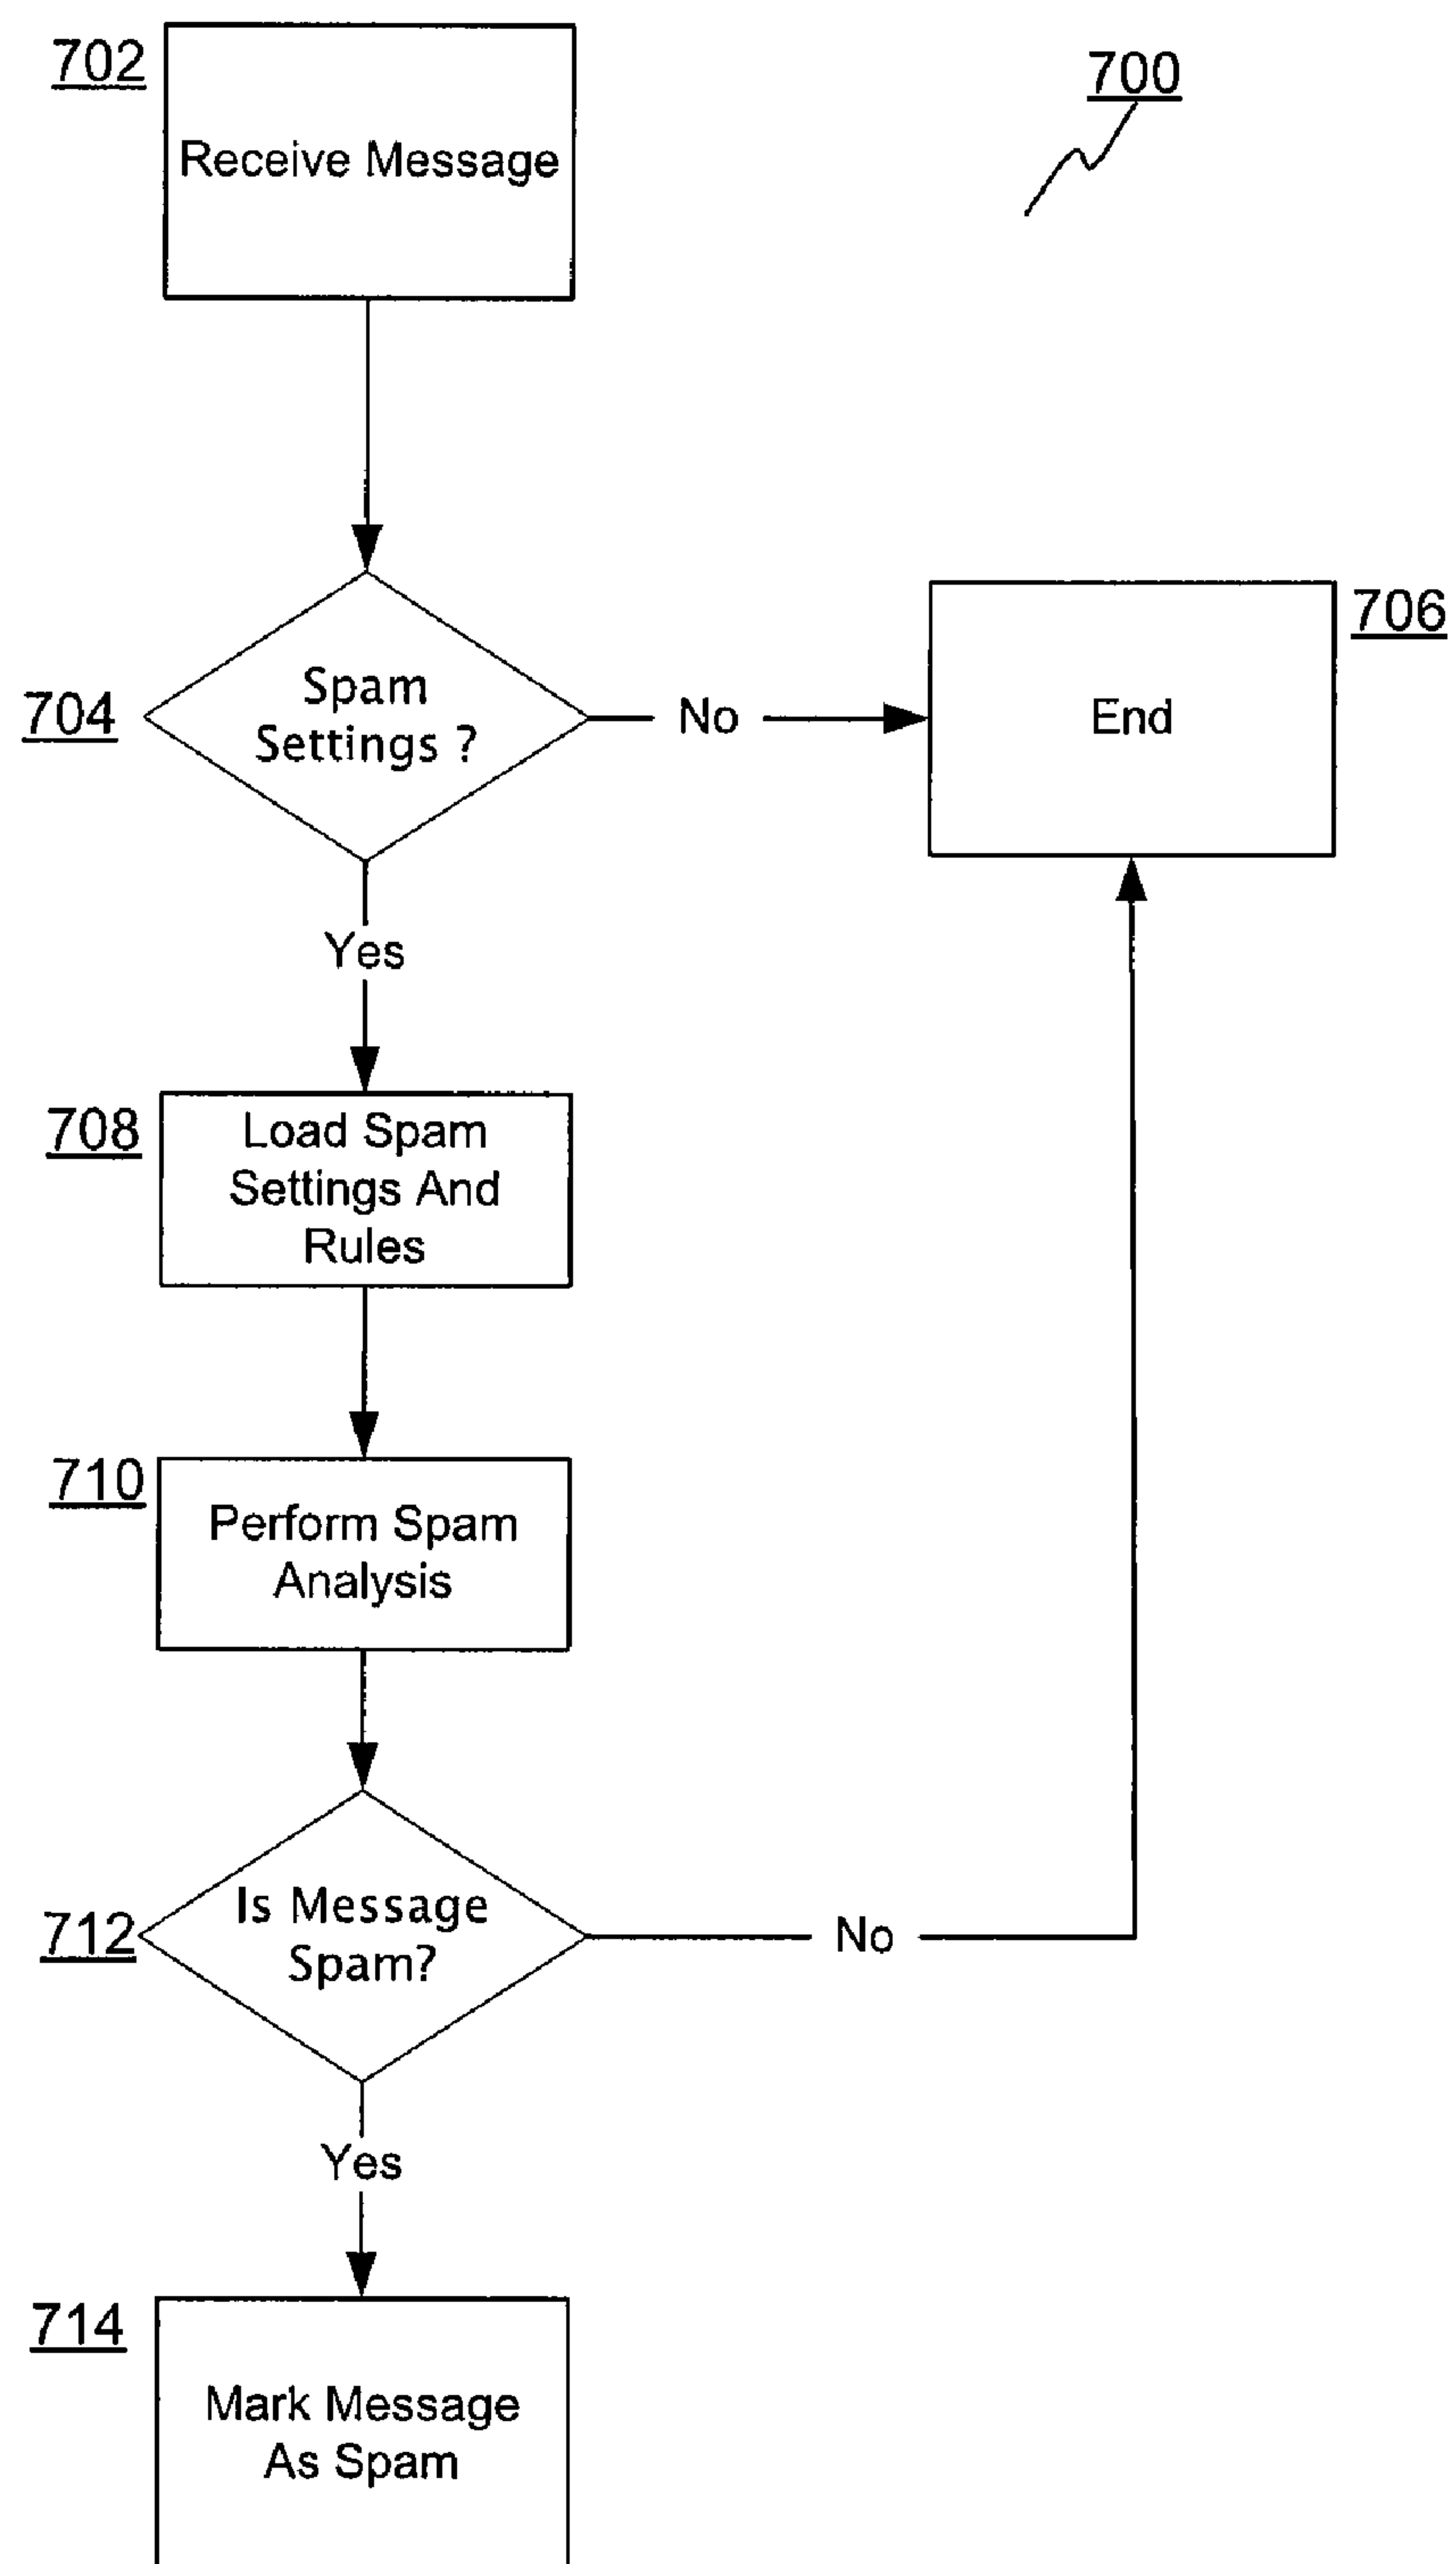 702
Receive Message
700
704
Spam
Settings ?
No
End
706
Yes
708
Load Spam
Settings And
Rules
710
Perform Spam
Analysis
712
Is Message
Spam?
No
Yes
714
Mark Message
As Spam